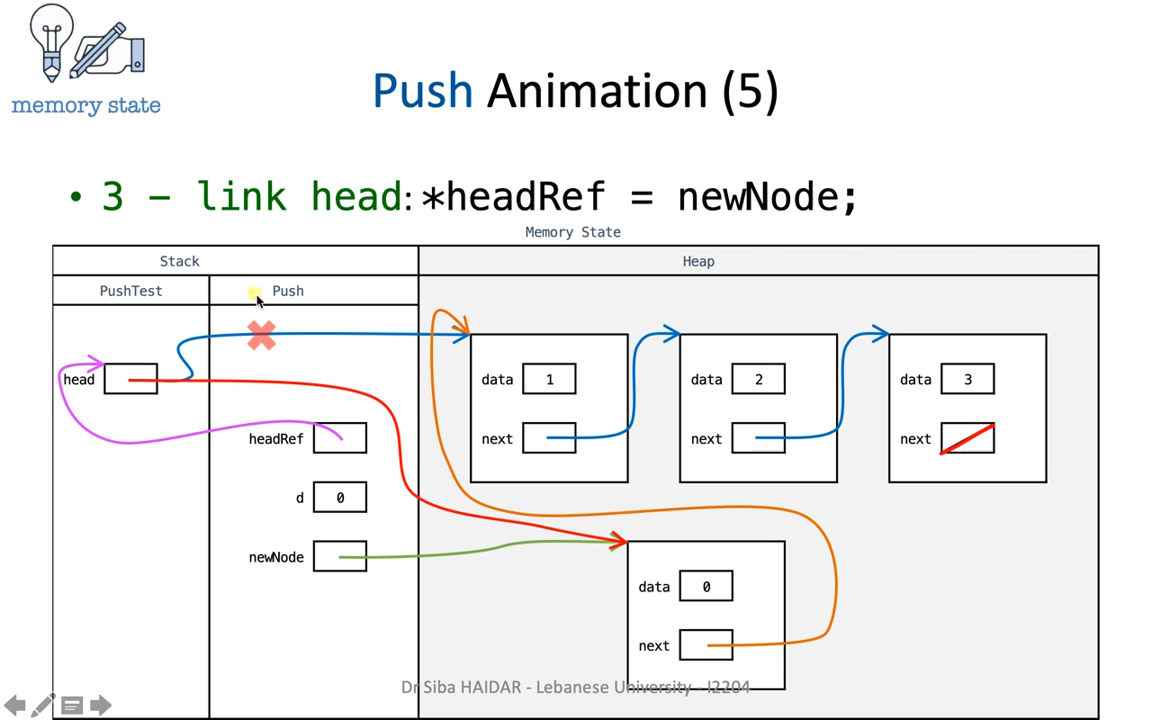 memory state
Push Animation (5)
• 3 – link head: *headRef = newNode;
Memory State
Stack
Heap
PushTest
Push
head
headRef
d
0
newNode
data
1
next
data
2
next
data
3
next
data
0
next
Dr Siba HAIDAR - Lebanese University - I2204